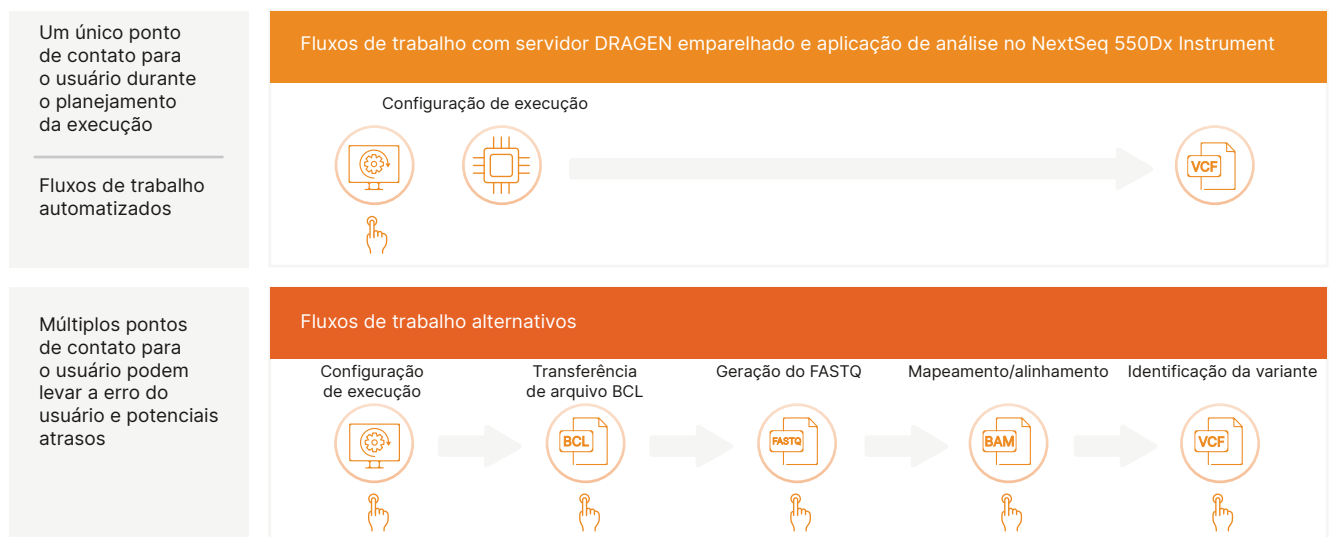 Um único ponto
de contato para
o usuário durante
o planejamento
da execução
Fluxos de trabalho
automatizados
Fluxos de trabalho com servidor DRAGEN emparelhado e aplicação de análise no NextSeq 550Dx Instrument
Configuração de execução
VCF
Múltiplos pontos
de contato para
o usuário podem
levar a erro do
usuário e potenciais
atrasos
Fluxos de trabalho alternativos
Configuração
de execução
Transferência
de arquivo BCL
Geração do FASTQ
Mapeamento/alinhamento
Identificação da variante
BCL
FASTQ
BAM
VCF